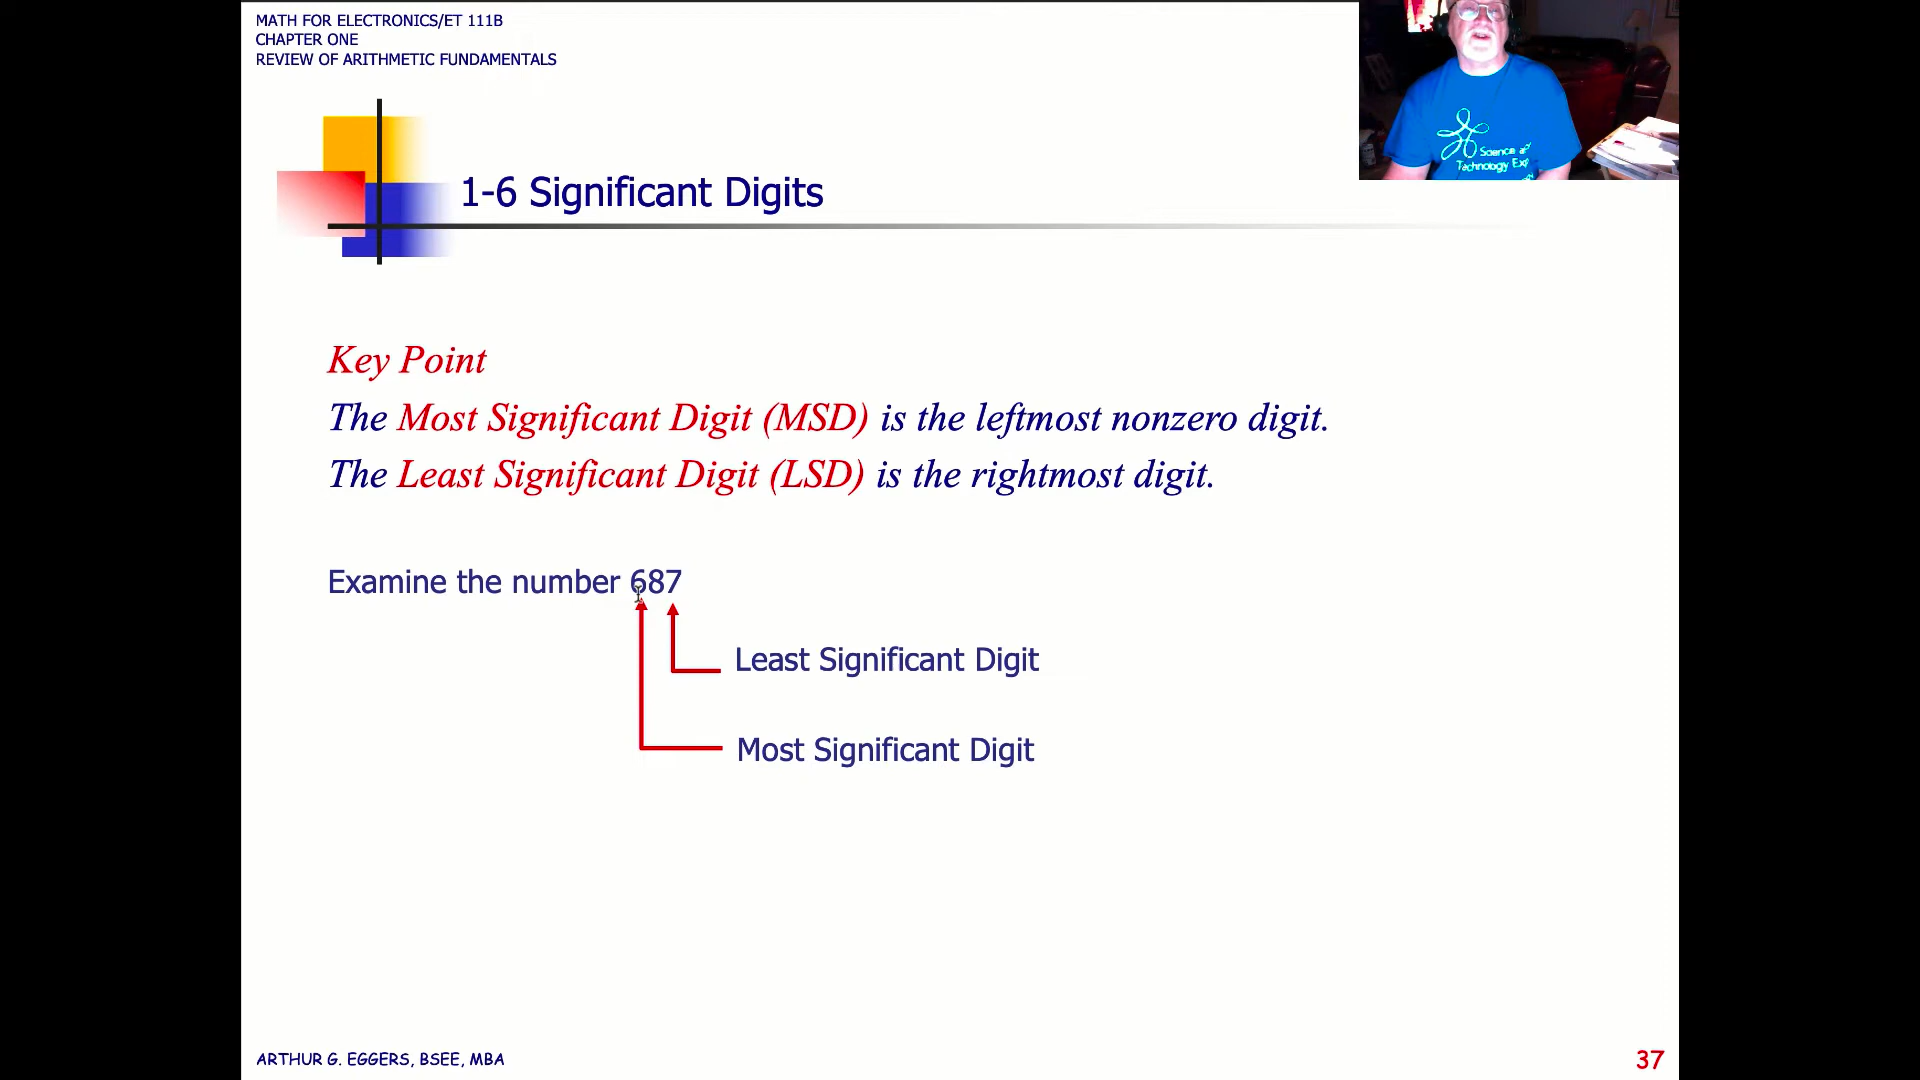 MATH FOR ELECTRONICS/ET 111B
CHAPTER ONE
REVIEW OF ARITHMETIC FUNDAMENTALS
1-6 Significant Digits
Science
Technology
Key Point
The Most Significant Digit (MSD) is the leftmost nonzero digit.
The Least Significant Digit (LSD) is the rightmost digit.
Examine the number 687
Least Significant Digit
Most Significant Digit
ARTHUR G. EGGERS, BSEE, MBA
37